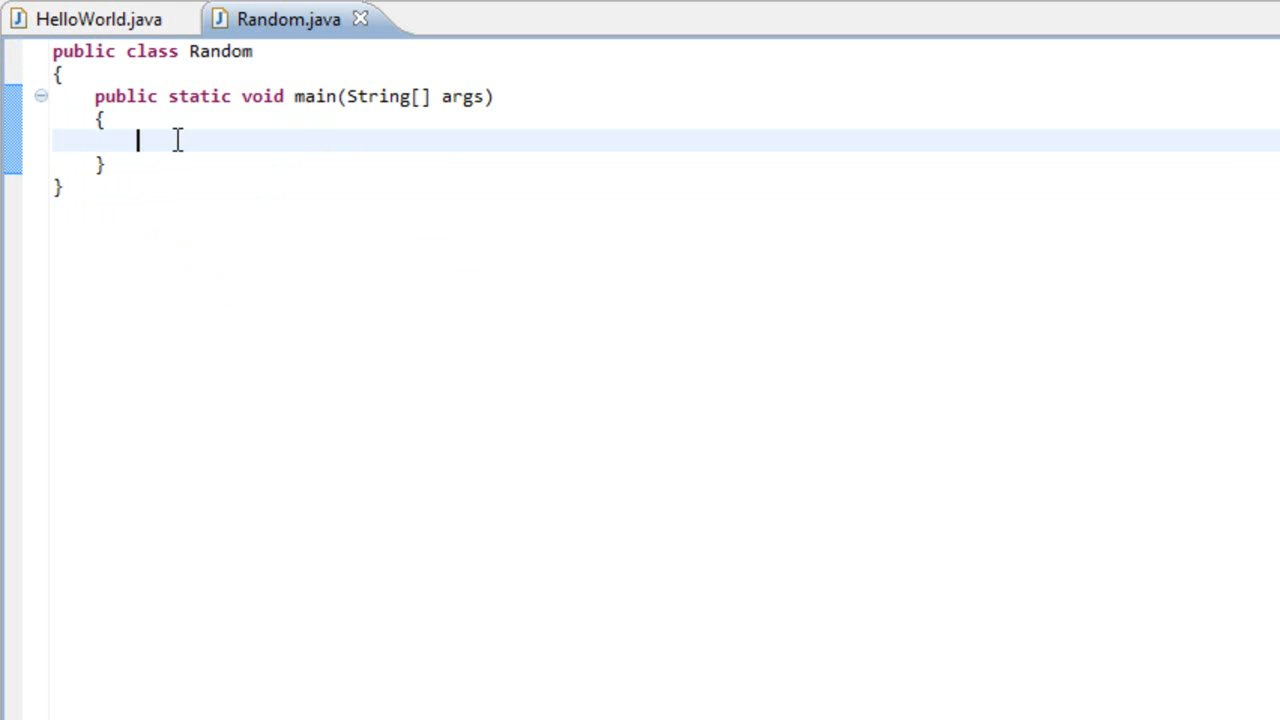 HelloWorld.java Random.java
public class Random
{
public static void main(String[] args)
{
}
}